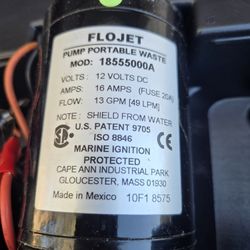 FLOJET
PUMP PORTABLE WASTE
MOD: 18555000A
VOLTS: 12 VOLTS DC
AMPS: 16 AMPS (FUSE 20A)
FLOW: 13 GPM [49 LPM]
NOTE: SHIELD FROM WATER
U.S. PATENT 9705
ISO 8846
MARINE IGNITION
PROTECTED
CAPE ANN INDUSTRIAL PARK
GLOUCESTER, MASS 01930
Made in Mexico 10F1 8575